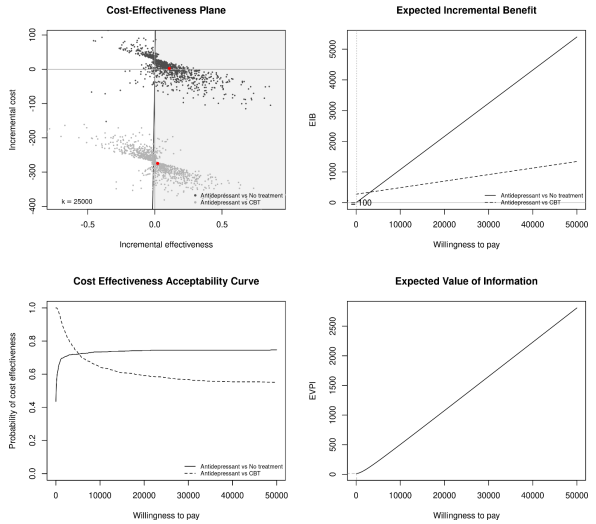 Cost-Effectiveness Plane
Incremental cost
100
0
100
-200
-300
-400
k = 25000
Antidepressant vs No treatment
Antidepressant vs CBT
-0.5
0.0
0.5
Incremental effectiveness
Expected Incremental Benefit
EIB
5000
4000
3000
2000
1000
0
= 100
Antidepressant vs No treatment
Antidepressant vs CBT
0
10000
20000
30000
40000
50000
Willingness to pay
Cost Effectiveness Acceptability Curve
Probability of cost effectiveness
1.0
0.8
0.6
0.4
0.2
0.0
Antidepressant vs No treatment
Antidepressant vs CBT
0
10000
20000
30000
40000
50000
Willingness to pay
Expected Value of Information
EVPI
2500
2000
1500
1000
500
0
0
10000
20000
30000
40000
50000
Willingness to pay